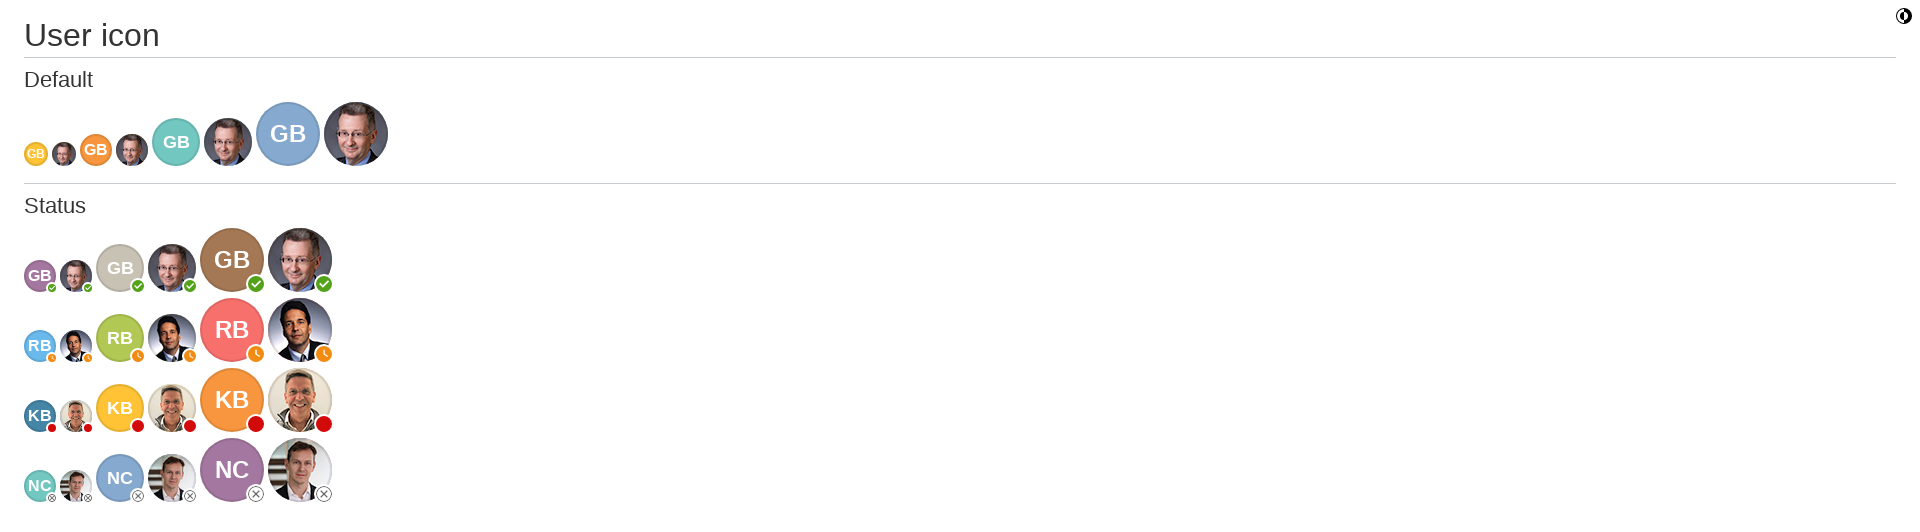 User icon
Default
GB GB GB GB
Status
GB GB GB
RB RB RB
KB KB KB
NC NC NC